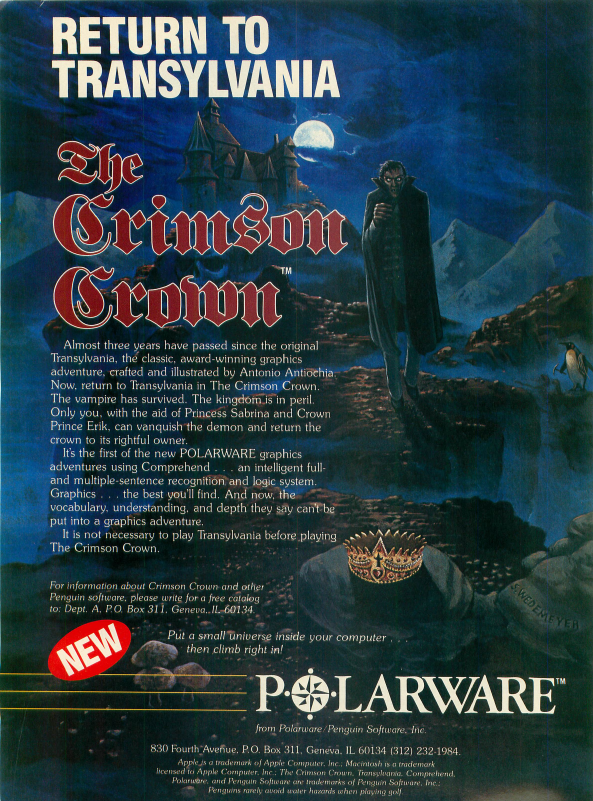 RETURN TO
TRANSYLVANIA
The
Crimson
Crown™
Almost three years have passed since the original
Transylvania, the classic, award-winning graphics
adventure, crafted and illustrated by Antonio Antiochia.
Now, return to Transylvania in The Crimson Crown.
The vampire has survived. The kingdom is in peril.
Only you, with the aid of Princess Sabrina and Crown
Prince Erik, can vanquish the demon and return the
crown to its rightful owner.
It's the first of the new POLARWARE graphics
adventures using Comprehend . . . an intelligent full-
and multiple-sentence recognition and logic system.
Graphics . . . the best you'll find. And now, the
vocabulary, understanding, and depth they say can't be
put into a graphics adventure.
It is not necessary to play Transylvania before playing
The Crimson Crown.
For information about Crimson Crown and other
Penguin software, please write for a free catalog
to: Dept. A, P.O. Box 311, Geneva, IL 60134
J. WEDEMEYER
NEW
Put a small universe inside your computer . . .
then climb right in!
POLARWARE™
from Polarware/Penguin Software, Inc.
830 Fourth Avenue, P.O. Box 311, Geneva, IL 60134 (312) 232-1984.
Apple is a trademark of Apple Computer, Inc.; Macintosh is a trademark
licensed to Apple Computer, Inc.; The Crimson Crown, Transylvania, Comprehend,
Polarware, and Penguin Software are trademarks of Penguin Software, Inc.;
Penguins rarely avoid water hazards when playing golf